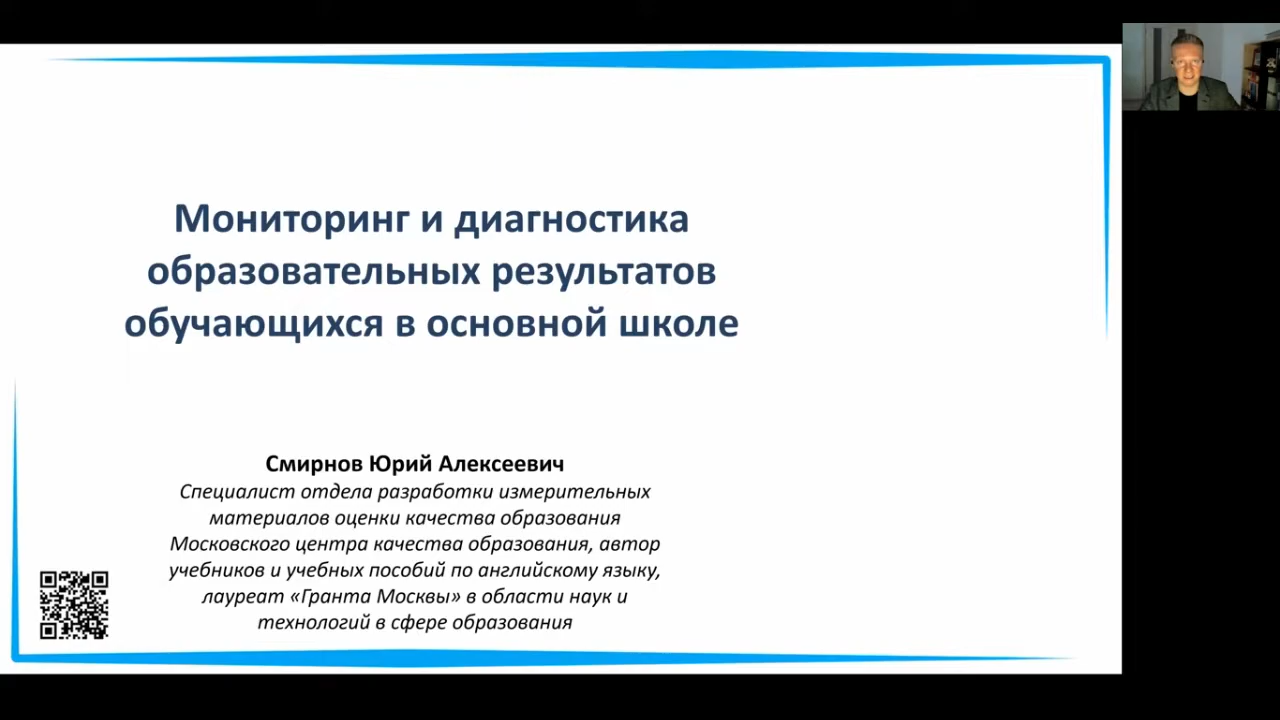 Мониторинг и диагностика
образовательных результатов
обучающихся в основной школе
Смирнов Юрий Алексеевич
Специалист отдела разработки измерительных
материалов оценки качества образования
Московского центра качества образования, автор
учебников и учебных пособий по английскому языку,
лауреат «Гранта Москвы» в области наук и
технологий в сфере образования